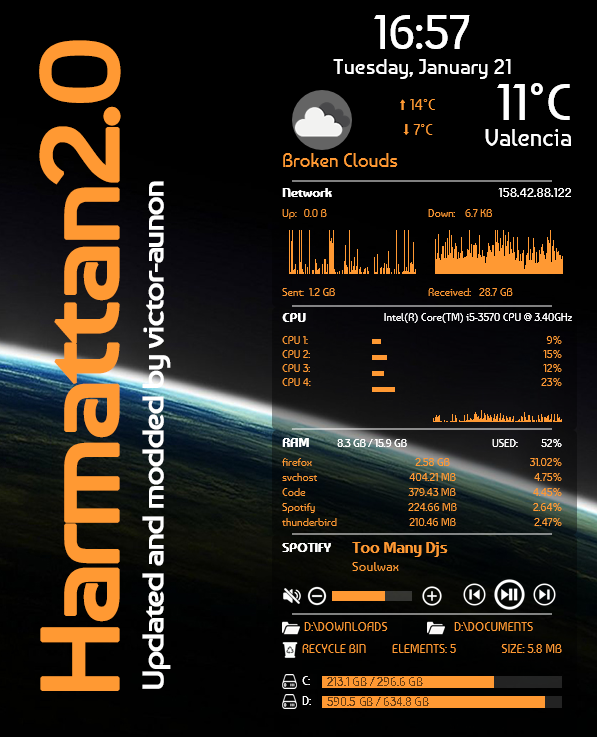 Harmattan2.0
Updated and modded by victor-aunon
16:57
Tuesday, January 21
14°C
7°C
11°C
Valencia
Broken Clouds
Network 158.42.88.122
Up: 0.0 B Down: 6.7 KB
Sent: 1.2 GB Received: 28.7 GB
CPU Intel(R) Core(TM) i5-3570 CPU @ 3.40GHz
CPU 1: 9%
CPU 2: 15%
CPU 3: 12%
CPU 4: 23%
RAM 8.3 GB / 15.9 GB USED: 52%
firefox 2.58 GB 31.02%
svchost 404.21 MB 4.75%
Code 379.43 MB 4.45%
Spotify 224.66 MB 2.64%
thunderbird 210.46 MB 2.47%
SPOTIFY Too Many Djs
Soulwax
D:\DOWNLOADS D:\DOCUMENTS
RECYCLE BIN ELEMENTS: 5 SIZE: 5.8 MB
C: 213.1 GB / 296.6 GB
D: 590.5 GB / 634.8 GB